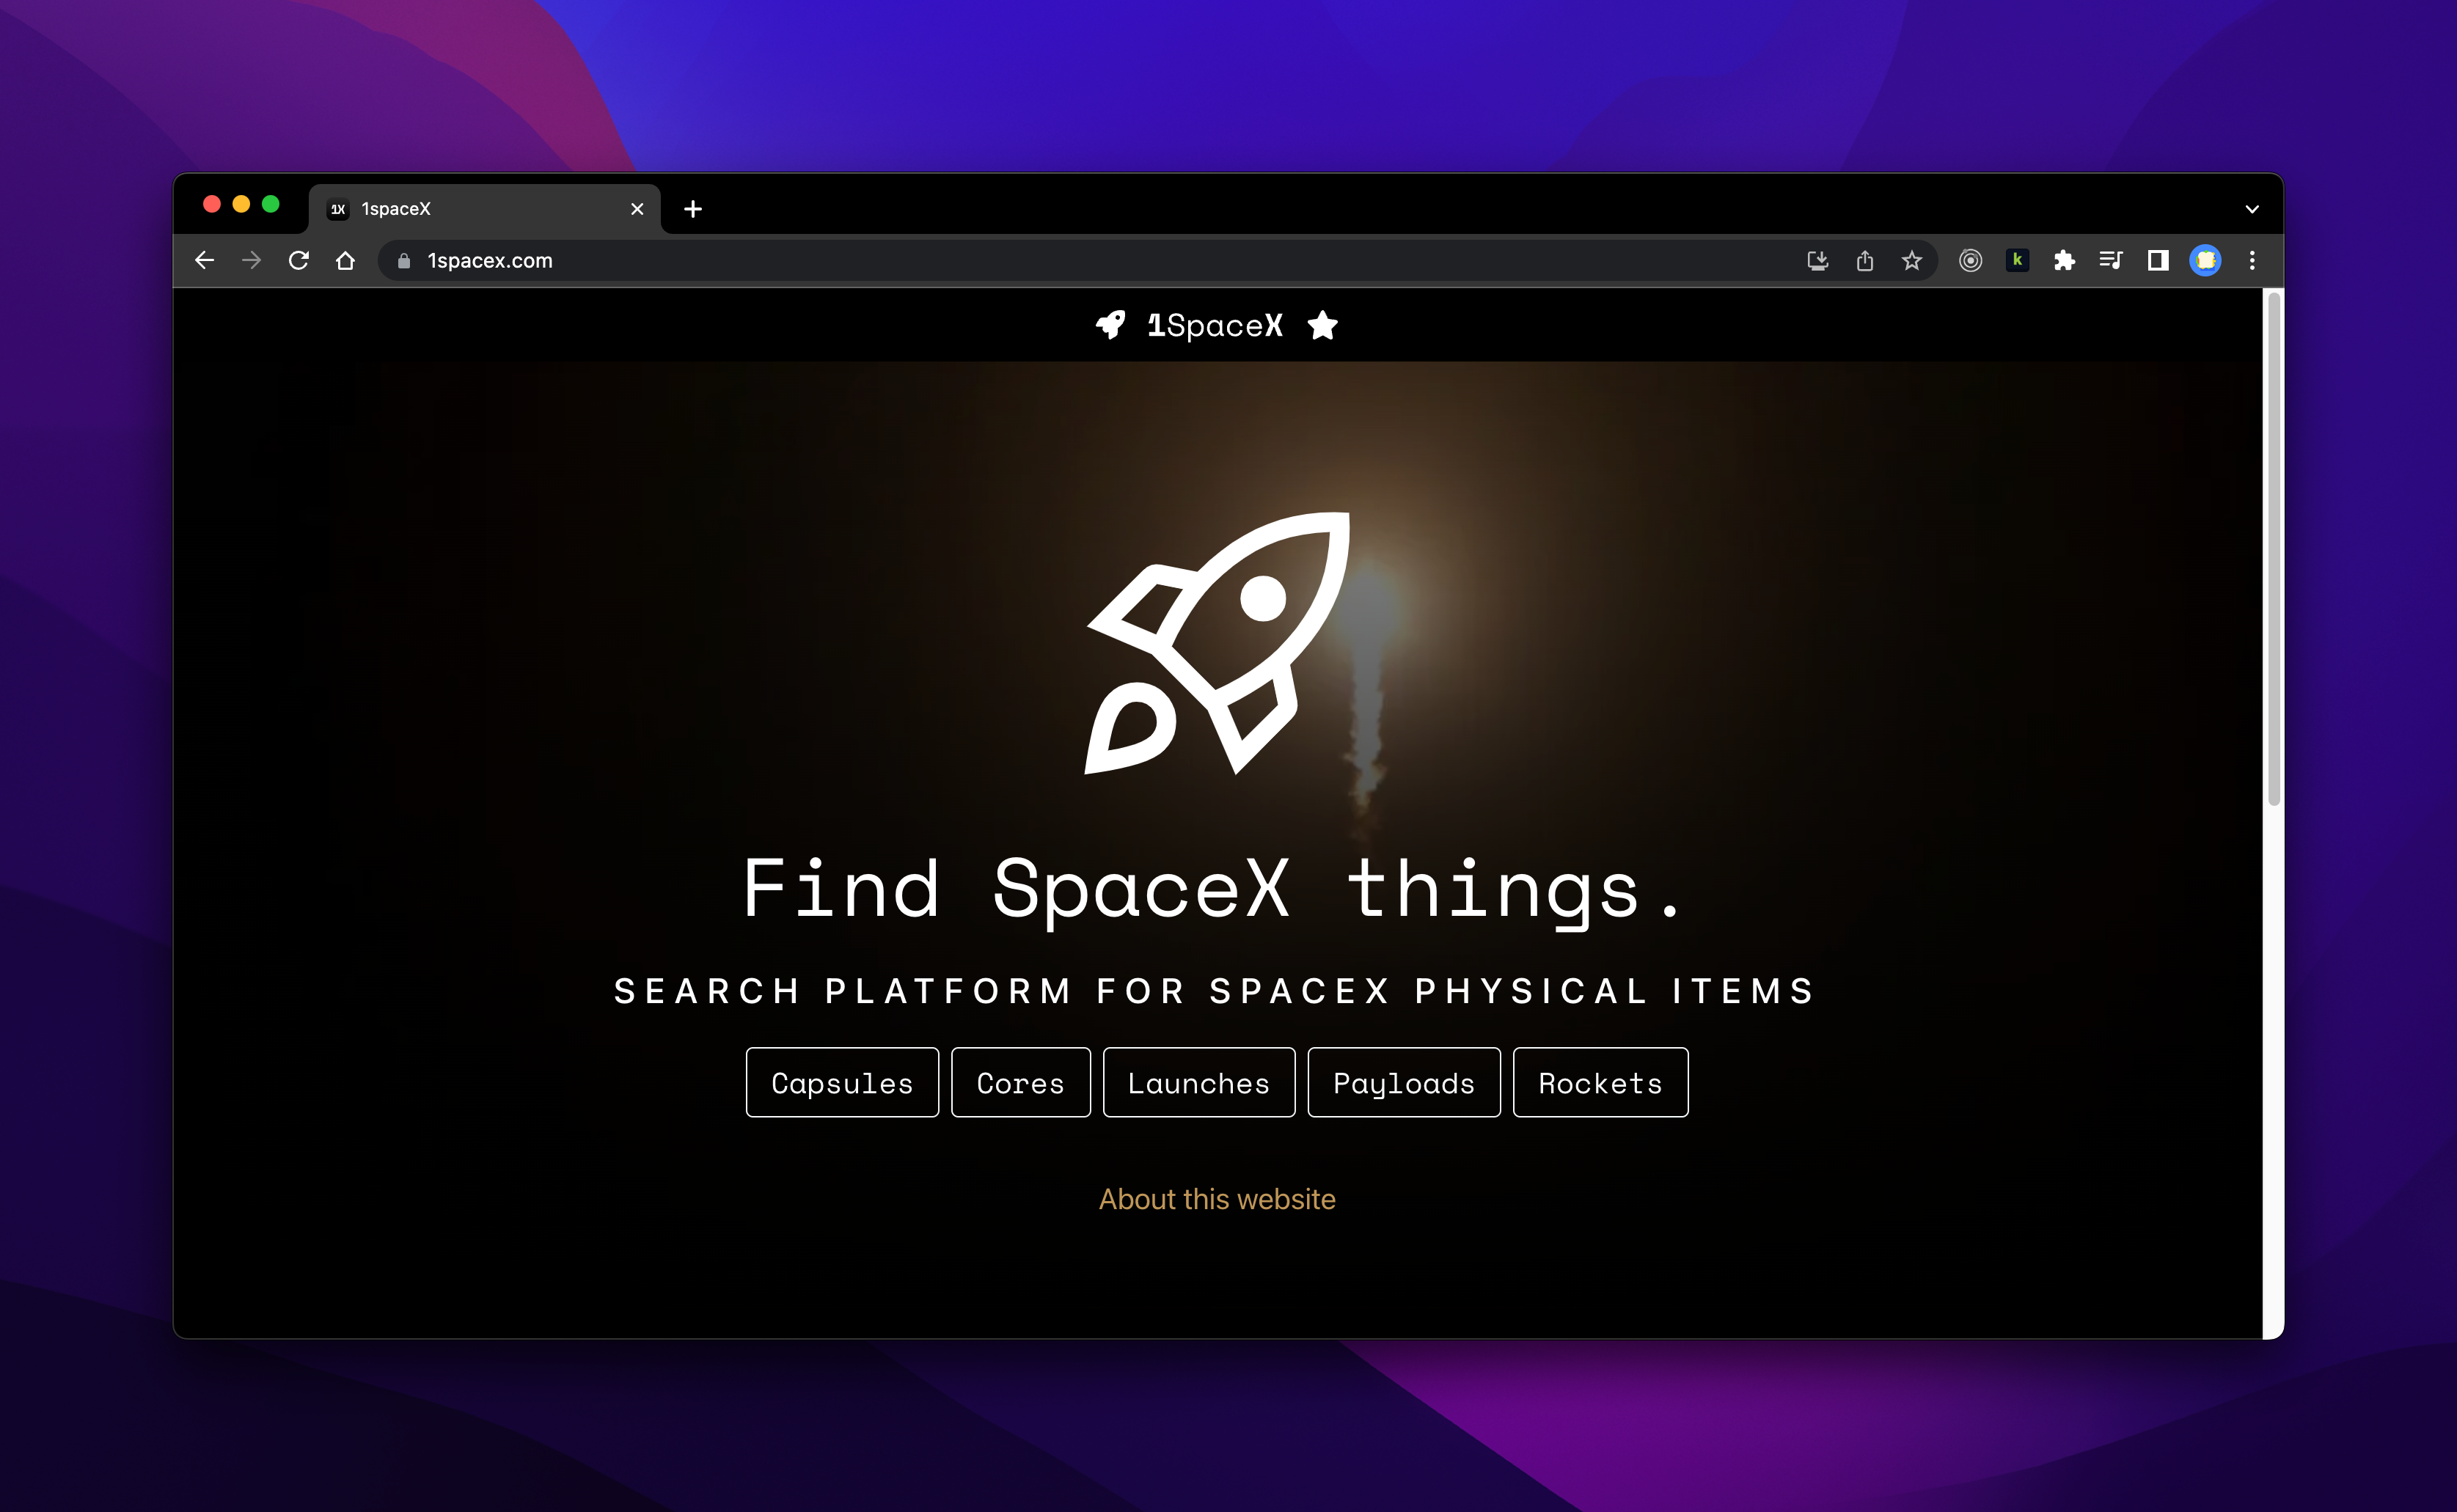 1X 1spaceX
1spacex.com
k
1SpaceX
Find SpaceX things.
SEARCH PLATFORM FOR SPACEX PHYSICAL ITEMS
Capsules Cores Launches Payloads Rockets
About this website